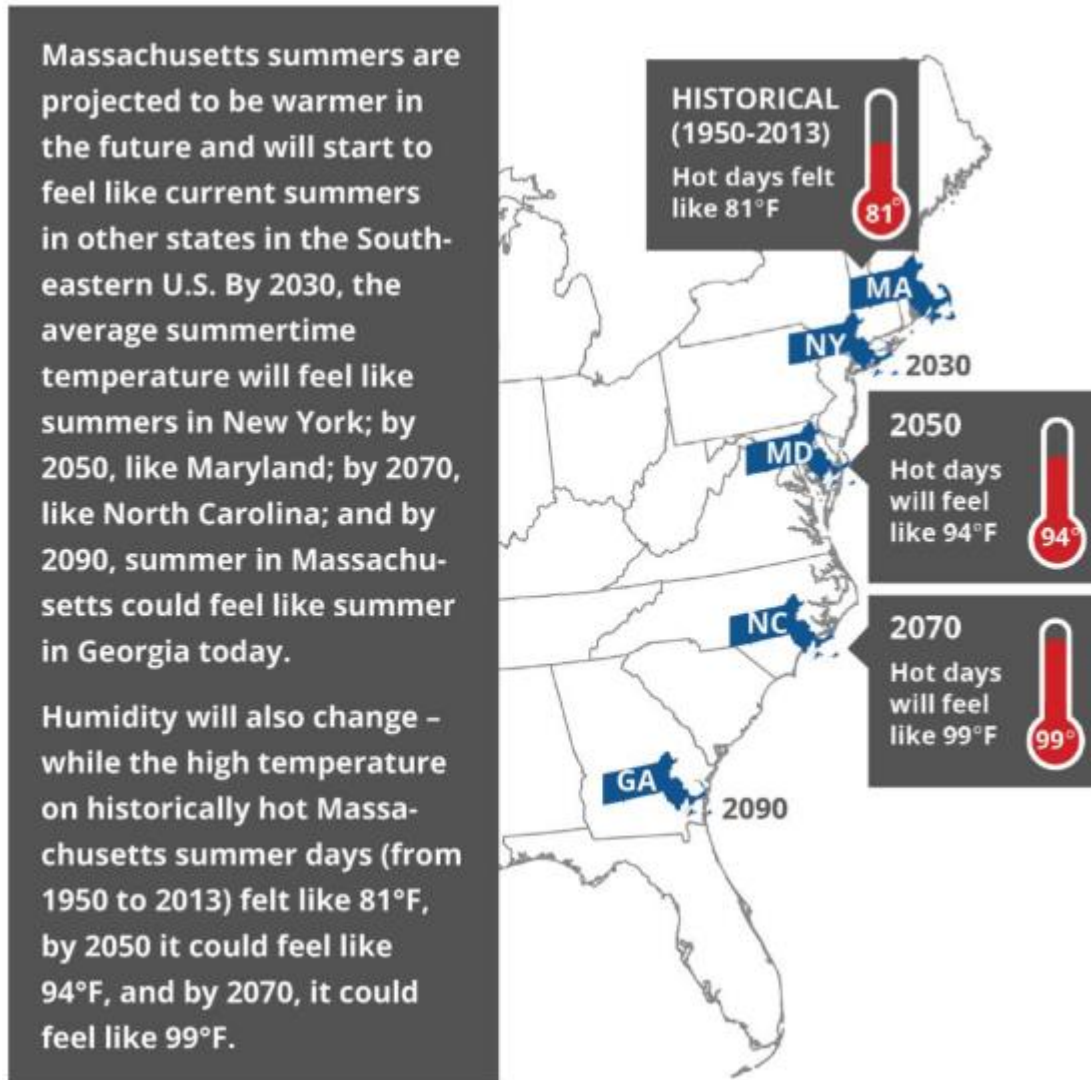 Massachusetts summers are
projected to be warmer in
the future and will start to
feel like current summers
in other states in the South-
eastern U.S. By 2030, the
average summertime
temperature will feel like
summers in New York; by
2050, like Maryland; by 2070,
like North Carolina; and by
2090, summer in Massachu-
setts could feel like summer
in Georgia today.
Humidity will also change –
while the high temperature
on historically hot Massa-
chusetts summer days (from
1950 to 2013) felt like 81°F,
by 2050 it could feel like
94°F, and by 2070, it could
feel like 99°F.
HISTORICAL
(1950-2013)
Hot days felt
like 81°F
81°
MA
NY
2030
MD
2050
Hot days
will feel
like 94°F
94°
NC
2070
Hot days
will feel
like 99°F
99°
GA
2090